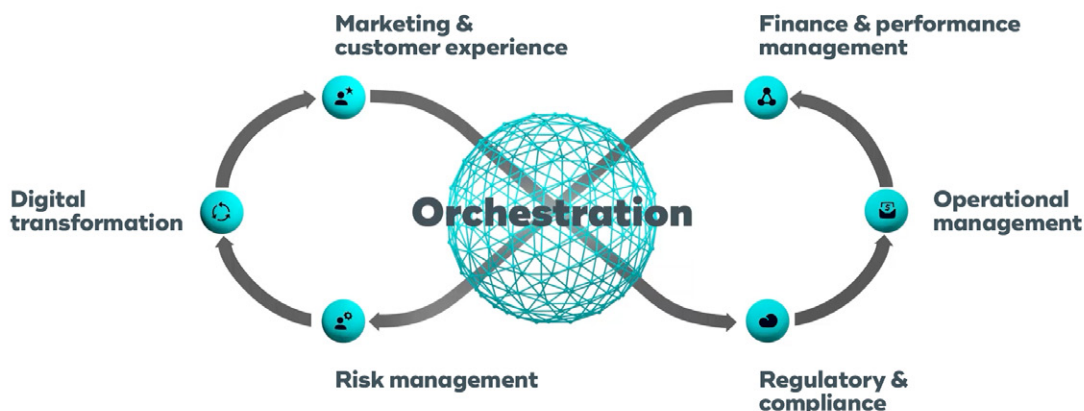 Marketing &
customer experience
Finance & performance
management
Digital
transformation
Orchestration
Operational
management
Risk management
Regulatory &
compliance